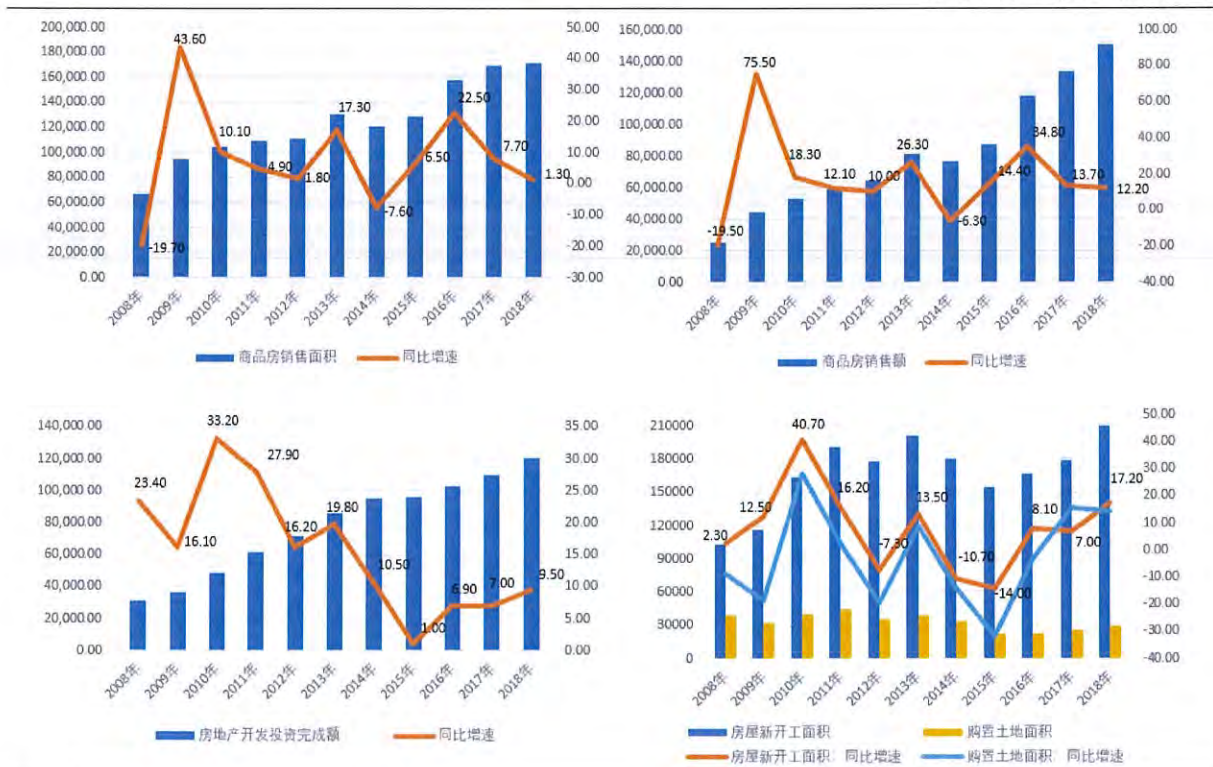 200,000.00
180,000.00
160,000.00
140,000.00
120,000.00
100,000.00
80,000.00
60,000.00
40,000.00
20,000.00
0.00
50.00
40.00
30.00
20.00
10.00
0.00
-10.00
-20.00
-30.00
-19.70
43.60
10.10
4.90
1.80
17.30
-7.60
6.50
22.50
7.70
1.30
2008年
2009年
2010年
2011年
2012年
2013年
2014年
2015年
2016年
2017年
2018年
商品房销售面积
同比增速
160,000.00
140,000.00
120,000.00
100,000.00
80,000.00
60,000.00
40,000.00
20,000.00
0.00
100.00
80.00
60.00
40.00
20.00
0.00
-20.00
-40.00
-19.50
75.50
18.30
12.10
10.00
26.30
-6.30
14.40
34.80
13.70
12.20
2008年
2009年
2010年
2011年
2012年
2013年
2014年
2015年
2016年
2017年
2018年
商品房销售额
同比增速
140,000.00
120,000.00
100,000.00
80,000.00
60,000.00
40,000.00
20,000.00
0.00
35.00
30.00
25.00
20.00
15.00
10.00
5.00
0.00
23.40
16.10
33.20
27.90
16.20
19.80
10.50
1.00
6.90
7.00
9.50
2008年
2009年
2010年
2011年
2012年
2013年
2014年
2015年
2016年
2017年
2018年
房地产开发投资完成额
同比增速
210000
180000
150000
120000
90000
60000
30000
0
50.00
40.00
30.00
20.00
10.00
0.00
-10.00
-20.00
-30.00
-40.00
2.30
12.50
40.70
16.20
-7.30
13.50
-10.70
-14.00
8.10
7.00
17.20
2008年
2009年
2010年
2011年
2012年
2013年
2014年
2015年
2016年
2017年
2018年
房屋新开工面积
购置土地面积
房屋新开工面积 同比增速
购置土地面积 同比增速